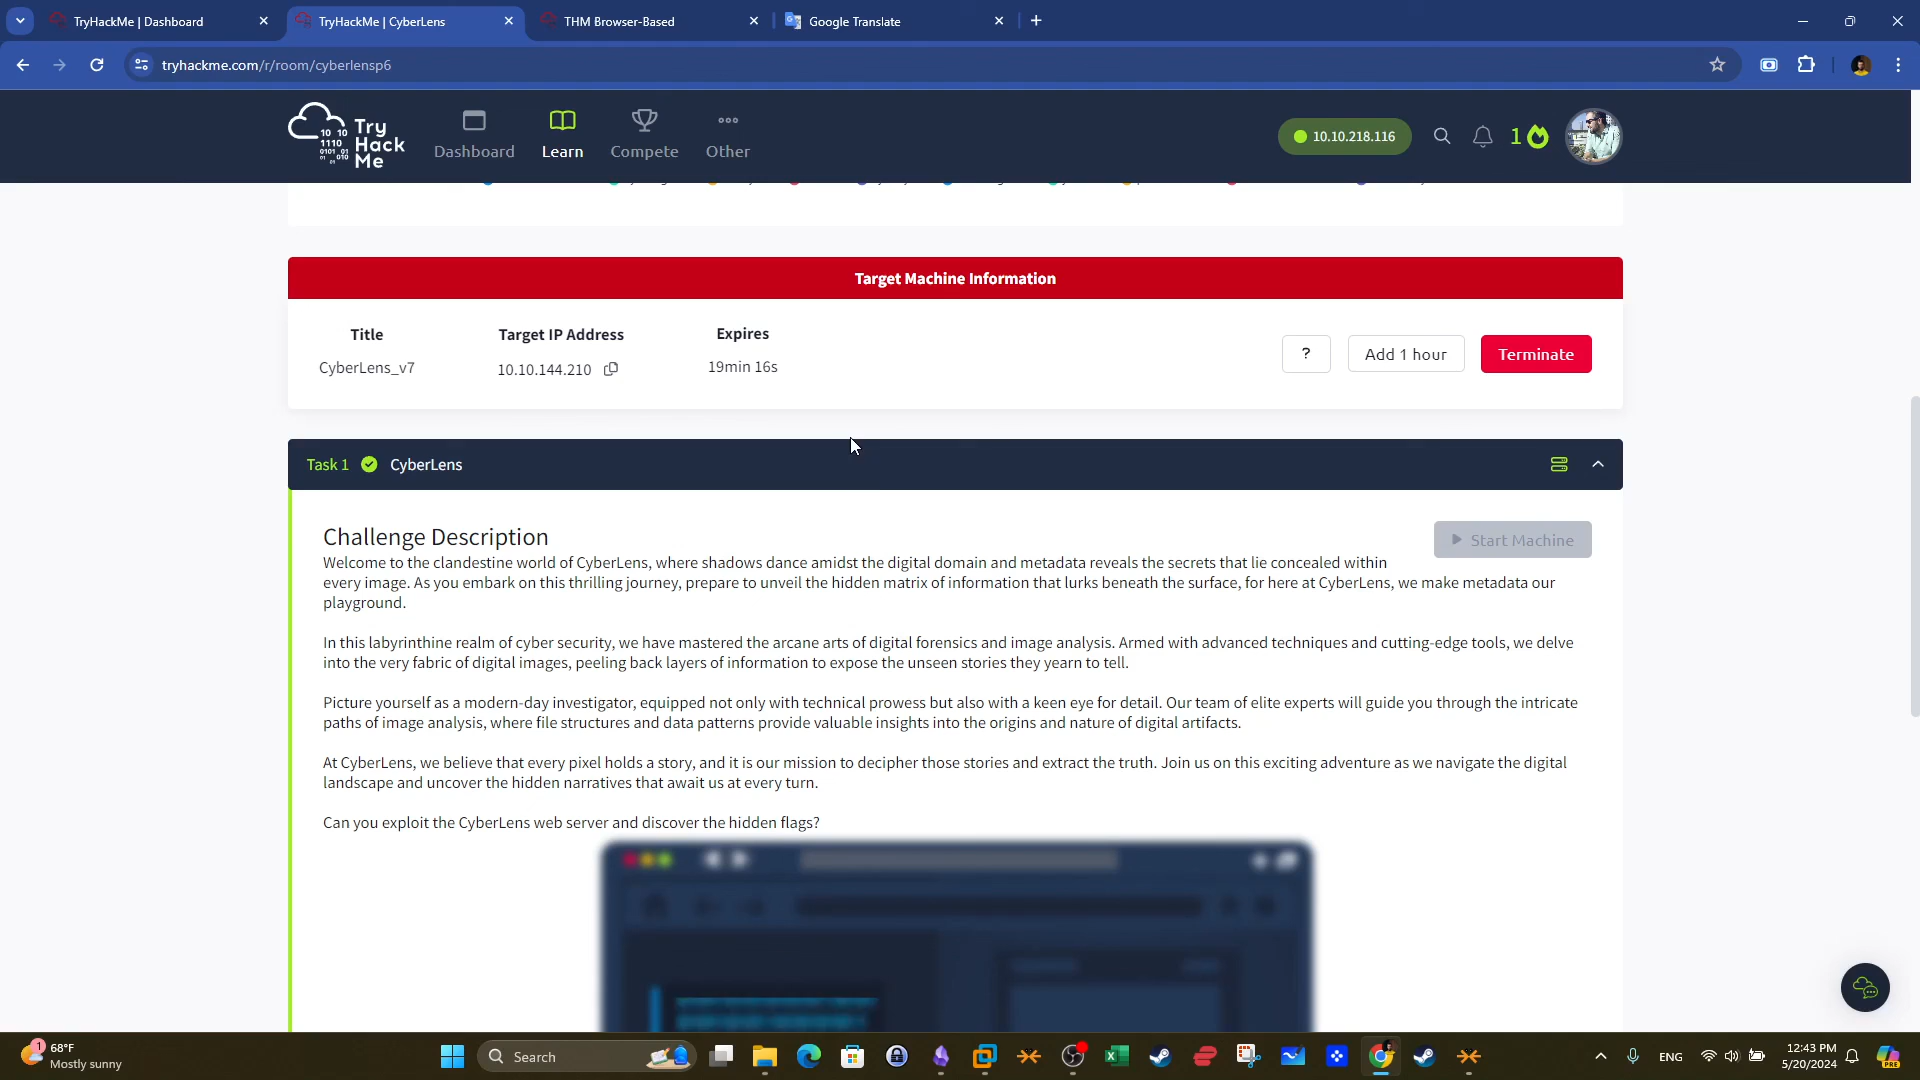 TryHackMe | Dashboard
TryHackMe | CyberLens
THM Browser-Based
Google Translate
tryhackme.com/r/room/cyberlensp6
Try
Hack
Me
Dashboard
Learn
Compete
Other
10.10.218.116
1
Target Machine Information
Title
Target IP Address
Expires
CyberLens_v7
10.10.144.210
19min 16s
?
Add 1 hour
Terminate
Task 1
CyberLens
Challenge Description
Start Machine
Welcome to the clandestine world of CyberLens, where shadows dance amidst the digital domain and metadata reveals the secrets that lie concealed within
every image. As you embark on this thrilling journey, prepare to unveil the hidden matrix of information that lurks beneath the surface, for here at CyberLens, we make metadata our
playground.
In this labyrinthine realm of cyber security, we have mastered the arcane arts of digital forensics and image analysis. Armed with advanced techniques and cutting-edge tools, we delve
into the very fabric of digital images, peeling back layers of information to expose the unseen stories they yearn to tell.
Picture yourself as a modern-day investigator, equipped not only with technical prowess but also with a keen eye for detail. Our team of elite experts will guide you through the intricate
paths of image analysis, where file structures and data patterns provide valuable insights into the origins and nature of digital artifacts.
At CyberLens, we believe that every pixel holds a story, and it is our mission to decipher those stories and extract the truth. Join us on this exciting adventure as we navigate the digital
landscape and uncover the hidden narratives that await us at every turn.
Can you exploit the CyberLens web server and discover the hidden flags?
1
68°F
Mostly sunny
Search
ENG
12:43 PM
5/20/2024
PRE